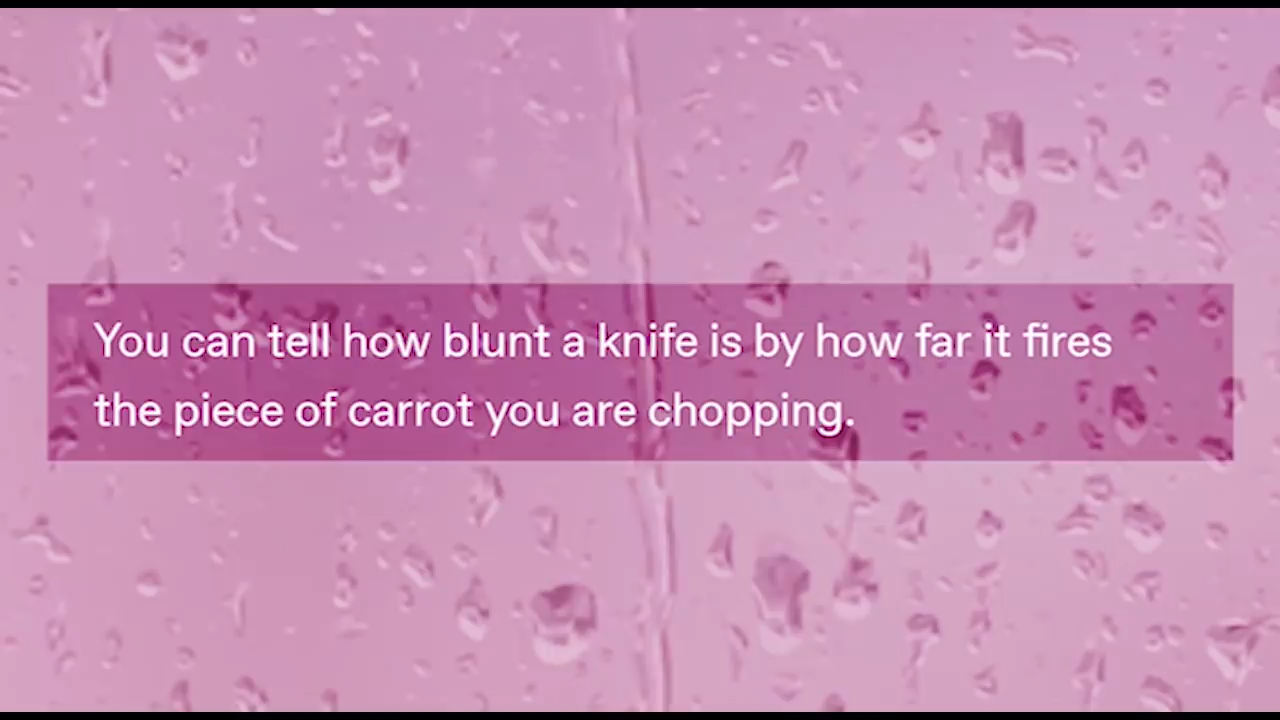 You can tell how blunt a knife is by how far it fires
the piece of carrot you are chopping.